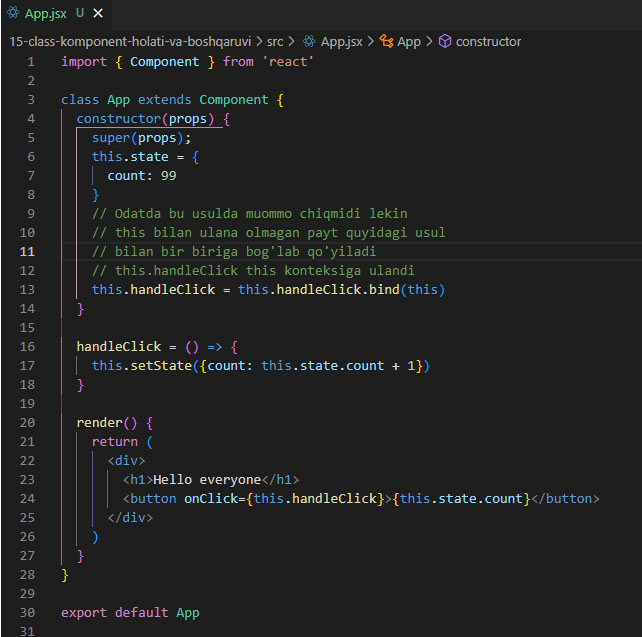 App.jsx U ×
15-class-komponent-holati-va-boshqaruvi > src > App.jsx > App > constructor
1 import { Component } from 'react'
2
3 class App extends Component {
4 constructor(props) {
5 super(props);
6 this.state = {
7 count: 99
8 }
9 // Odatda bu usulda muommo chiqmidi lekin
10 // this bilan ulana olmagan payt quyidagi usul
11 // bilan bir biriga bog'lab qo'yiladi
12 // this.handleClick this konteksiga ulandi
13 this.handleClick = this.handleClick.bind(this)
14 }
15
16 handleClick = () => {
17 this.setState({count: this.state.count + 1})
18 }
19
20 render() {
21 return (
22 <div>
23 <h1>Hello everyone</h1>
24 <button onClick={this.handleClick}>{this.state.count}</button>
25 </div>
26 )
27 }
28 }
29
30 export default App
31